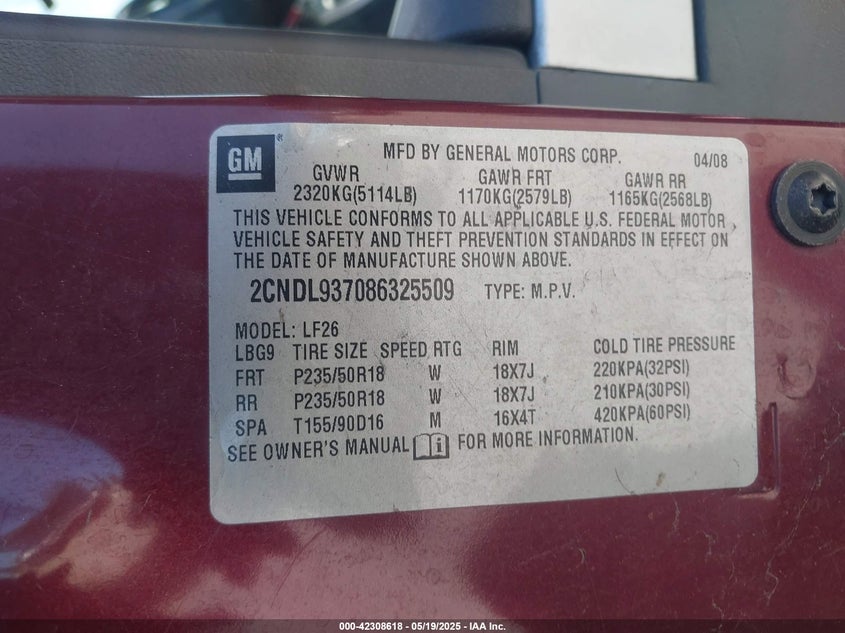 GM ®
MFD BY GENERAL MOTORS CORP. 04/08
GVWR GAWR FRT GAWR RR
2320KG(5114LB) 1170KG(2579LB) 1165KG(2568LB)
THIS VEHICLE CONFORMS TO ALL APPLICABLE U.S. FEDERAL MOTOR
VEHICLE SAFETY AND THEFT PREVENTION STANDARDS IN EFFECT ON
THE DATE OF MANUFACTURE SHOWN ABOVE.
2CNDL937086325509 TYPE: M.P.V.
MODEL: LF26
LBG9 TIRE SIZE SPEED RTG RIM COLD TIRE PRESSURE
FRT P235/50R18 W 18X7J 220KPA(32PSI)
RR P235/50R18 W 18X7J 210KPA(30PSI)
SPA T155/90D16 M 16X4T 420KPA(60PSI)
SEE OWNER'S MANUAL i FOR MORE INFORMATION.
000-42308618 - 05/19/2025 - IAA Inc.